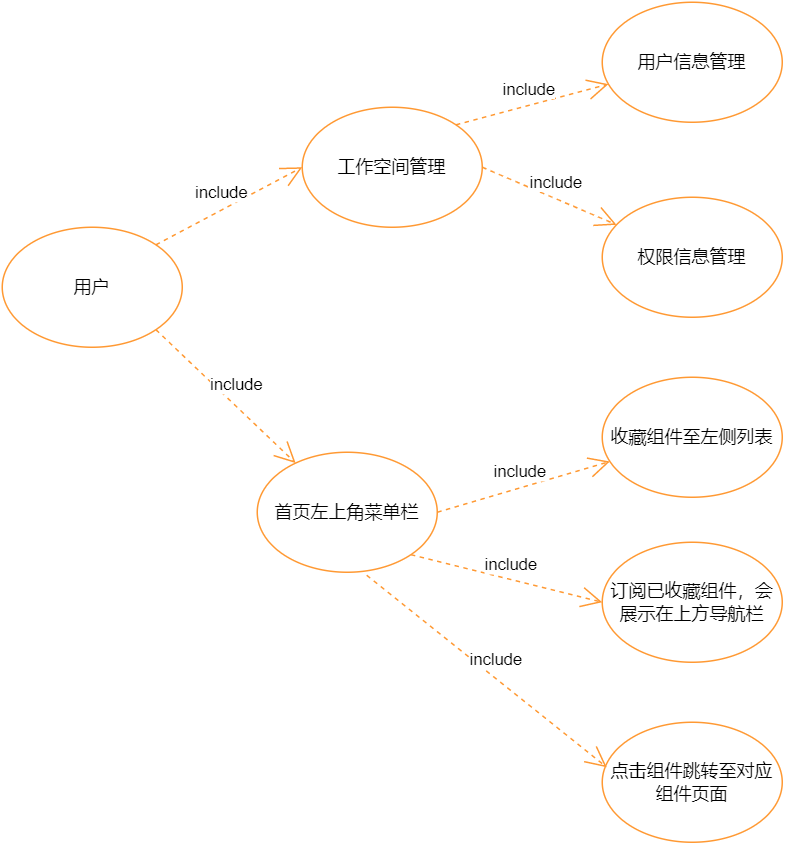 用户信息管理
include
工作空间管理
include
include
权限信息管理
用户
include
收藏组件至左侧列表
include
首页左上角菜单栏
include
订阅已收藏组件，会
展示在上方导航栏
include
点击组件跳转至对应
组件页面